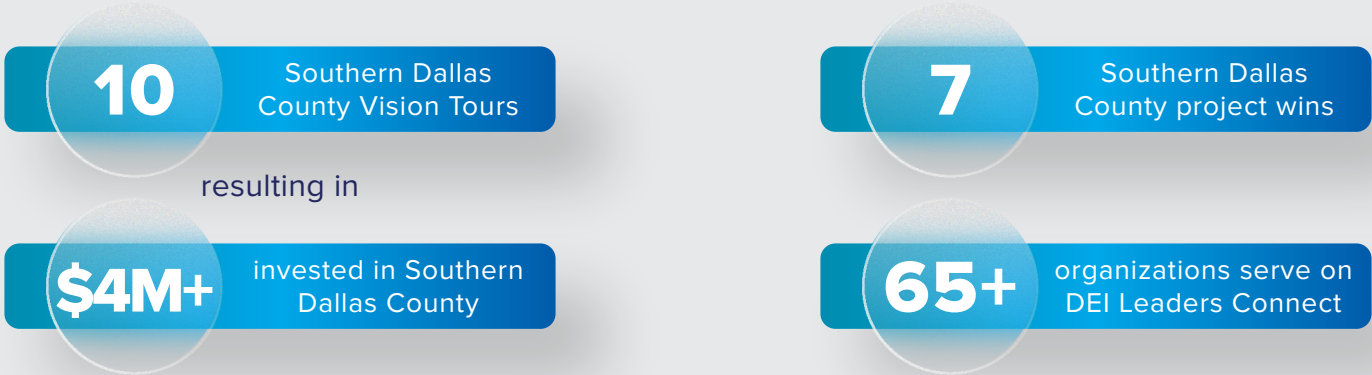 10
Southern Dallas
County Vision Tours
resulting in
$4M+
invested in Southern
Dallas County
7
Southern Dallas
County project wins
65+
organizations serve on
DEI Leaders Connect